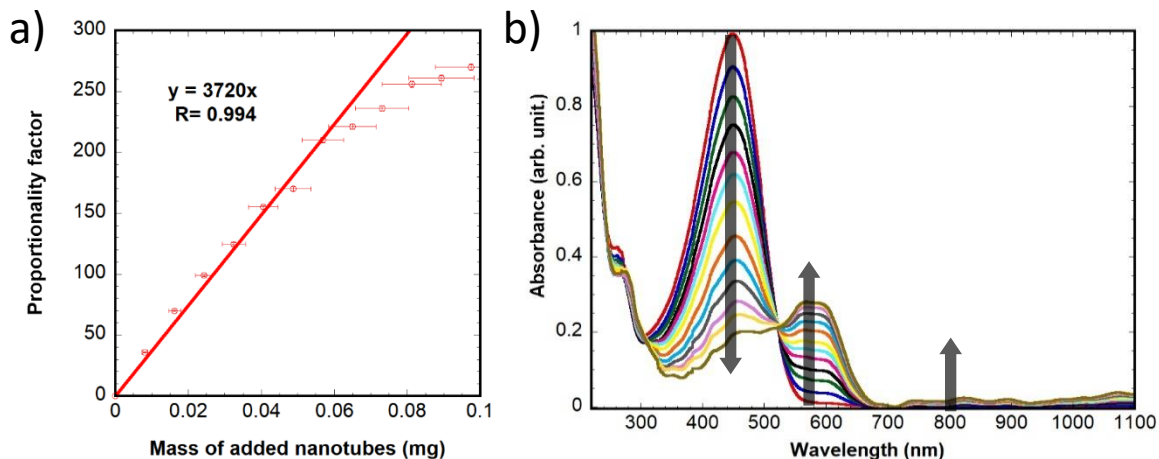 a)
300
250
200
150
100
50
0
y = 3720x
R= 0.994
Proportionality factor
0 0.02 0.04 0.06 0.08 0.1
Mass of added nanotubes (mg)
b)
1
0.8
0.6
0.4
0.2
0
Absorbance (arb. unit.)
300 400 500 600 700 800 900 1000 1100
Wavelength (nm)